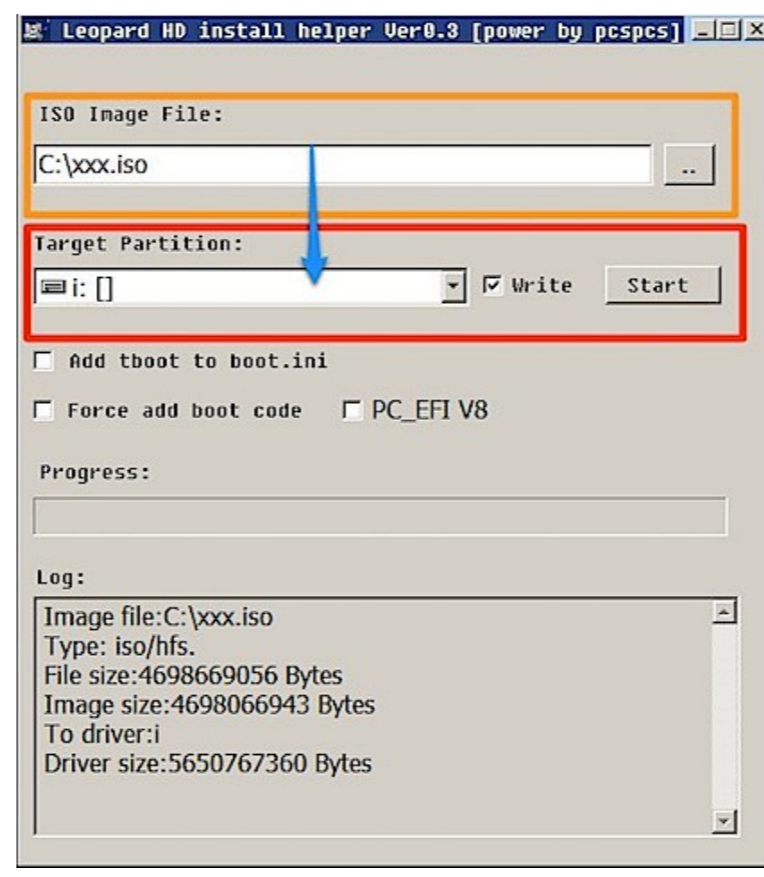 Leopard HD install helper Ver0.3 [power by pcspcs]
ISO Image File:
C:\xxx.iso
..
Target Partition:
i: []
Write
Start
Add tboot to boot.ini
Force add boot code
PC_EFI V8
Progress:
Log:
Image file:C:\xxx.iso
Type: iso/hfs.
File size:4698669056 Bytes
Image size:4698066943 Bytes
To driver:i
Driver size:5650767360 Bytes